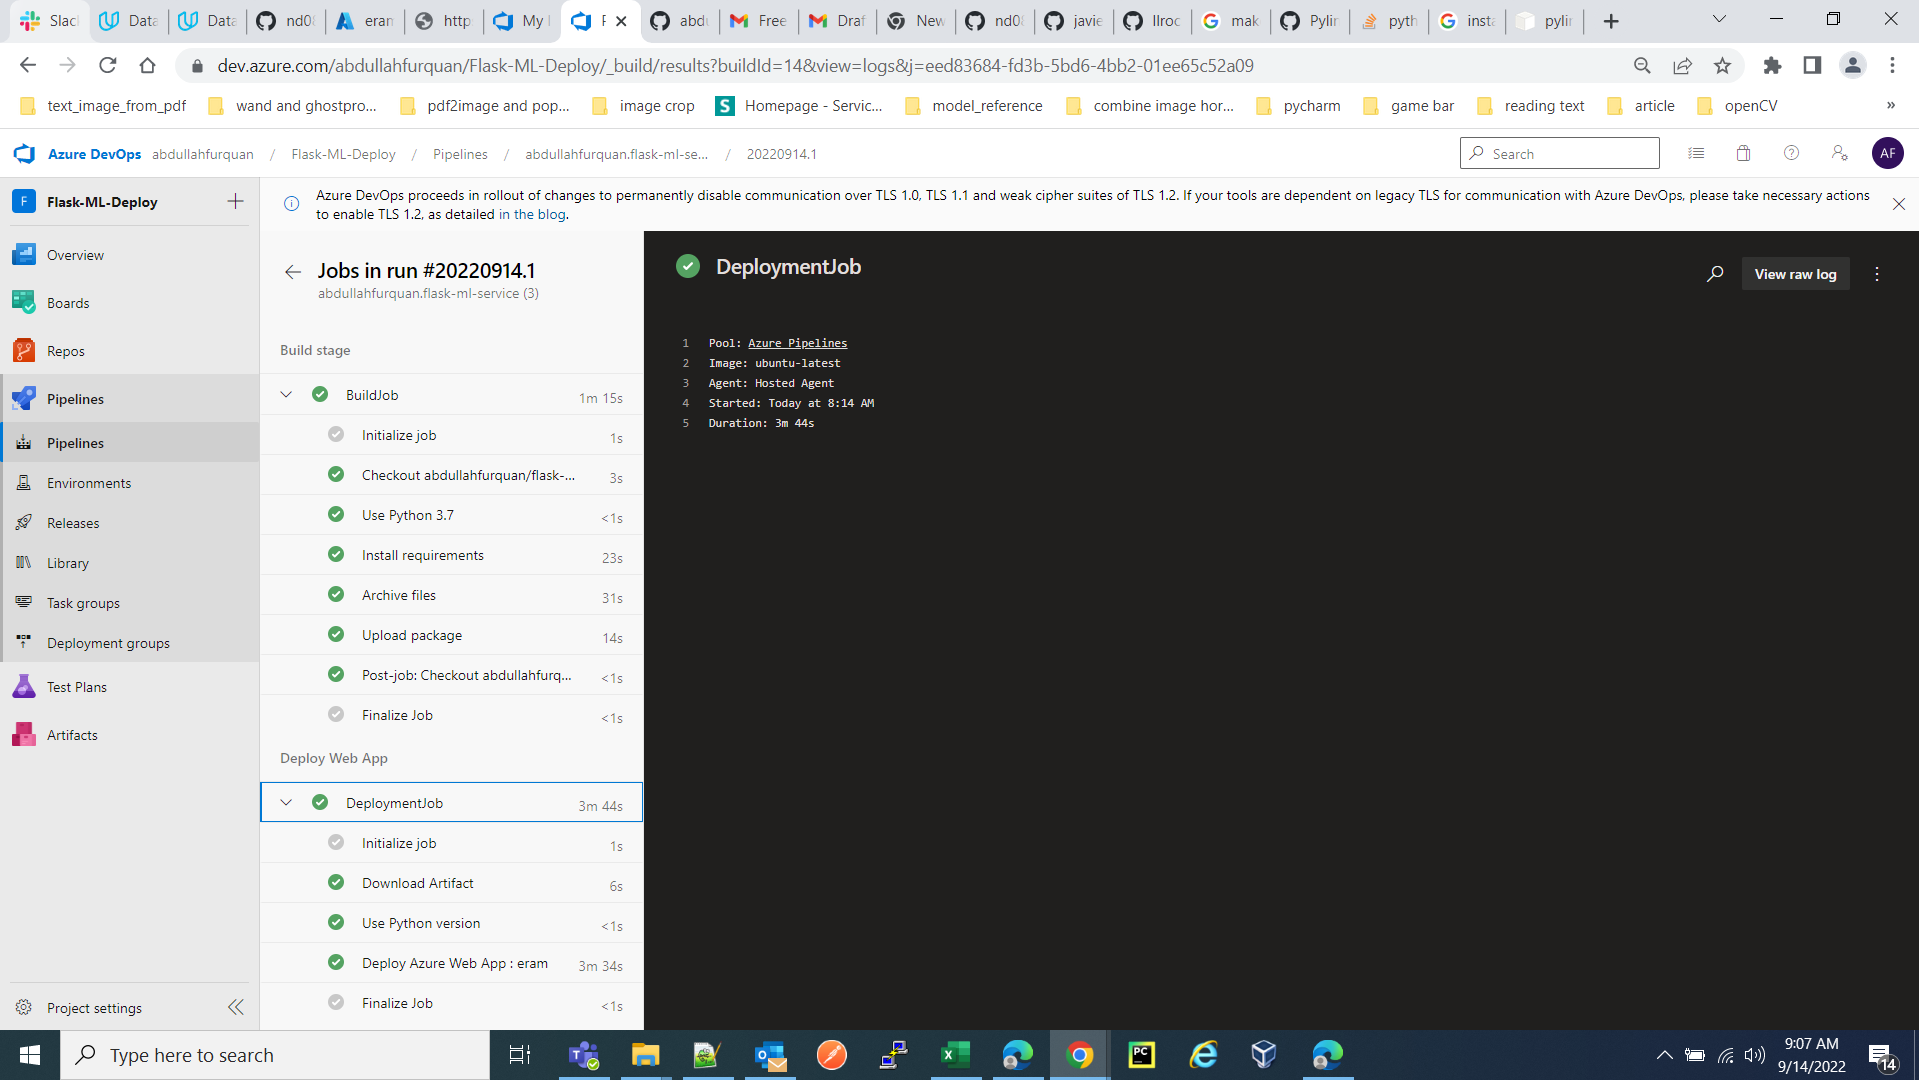 Slac
Data
Data
nd08
eran
http
My I
F
abdu
Free
Draf
New
nd08
javie
llroc
mak
Pylin
pyth
insta
pylin
dev.azure.com/abdullahfurquan/Flask-ML-Deploy/_build/results?buildId=14&view=logs&j=eed83684-fd3b-5bd6-4bb2-01ee65c52a09
text_image_from_pdf
wand and ghostpro...
pdf2image and pop...
image crop
S
Homepage - Servic...
model_reference
combine image hor...
pycharm
game bar
reading text
article
openCV
»
Azure DevOps abdullahfurquan / Flask-ML-Deploy / Pipelines / abdullahfurquan.flask-ml-se... / 20220914.1
Search
AF
F
Flask-ML-Deploy
Azure DevOps proceeds in rollout of changes to permanently disable communication over TLS 1.0, TLS 1.1 and weak cipher suites of TLS 1.2. If your tools are dependent on legacy TLS for communication with Azure DevOps, please take necessary actions
to enable TLS 1.2, as detailed in the blog.
Overview
Boards
Repos
Pipelines
Pipelines
Environments
Releases
Library
Task groups
Deployment groups
Test Plans
Artifacts
Project settings
Jobs in run #20220914.1
abdullahfurquan.flask-ml-service (3)
Build stage
BuildJob 1m 15s
Initialize job 1s
Checkout abdullahfurquan/flask-... 3s
Use Python 3.7 <1s
Install requirements 23s
Archive files 31s
Upload package 14s
Post-job: Checkout abdullahfurq... <1s
Finalize Job <1s
Deploy Web App
DeploymentJob 3m 44s
Initialize job 1s
Download Artifact 6s
Use Python version <1s
Deploy Azure Web App : eram 3m 34s
Finalize Job <1s
DeploymentJob
View raw log
1 Pool: Azure Pipelines
2 Image: ubuntu-latest
3 Agent: Hosted Agent
4 Started: Today at 8:14 AM
5 Duration: 3m 44s
Type here to search
PC
9:07 AM
9/14/2022
14